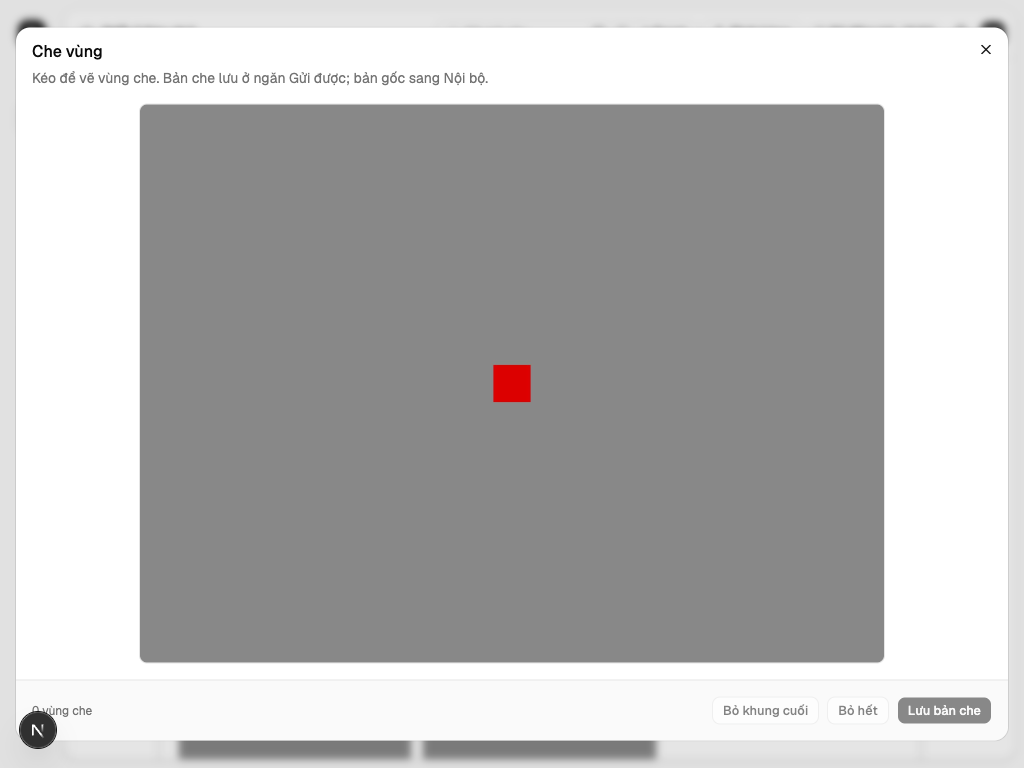 Che vùng
Kéo để vẽ vùng che. Bản che lưu ở ngăn Gửi được; bản gốc sang Nội bộ.
0 vùng che
Bỏ khung cuối
Bỏ hết
Lưu bản che
N